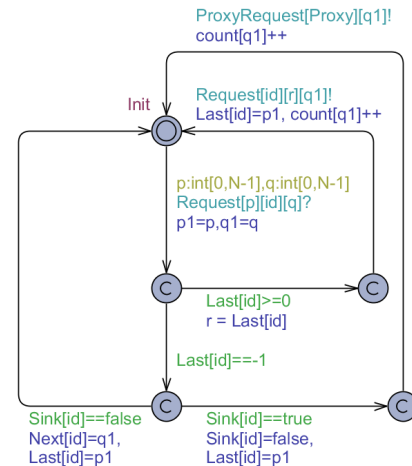 ProxyRequest[Proxy][q1]!
count[q1]++
Init
Request[id][r][q1]!
Last[id]=p1, count[q1]++
p:int[0,N-1],q:int[0,N-1]
Request[p][id][q]?
p1=p,q1=q
C
C
Last[id]>=0
r = Last[id]
Last[id]==-1
C
C
Sink[id]==false
Next[id]=q1,
Last[id]=p1
Sink[id]==true
Sink[id]=false,
Last[id]=p1